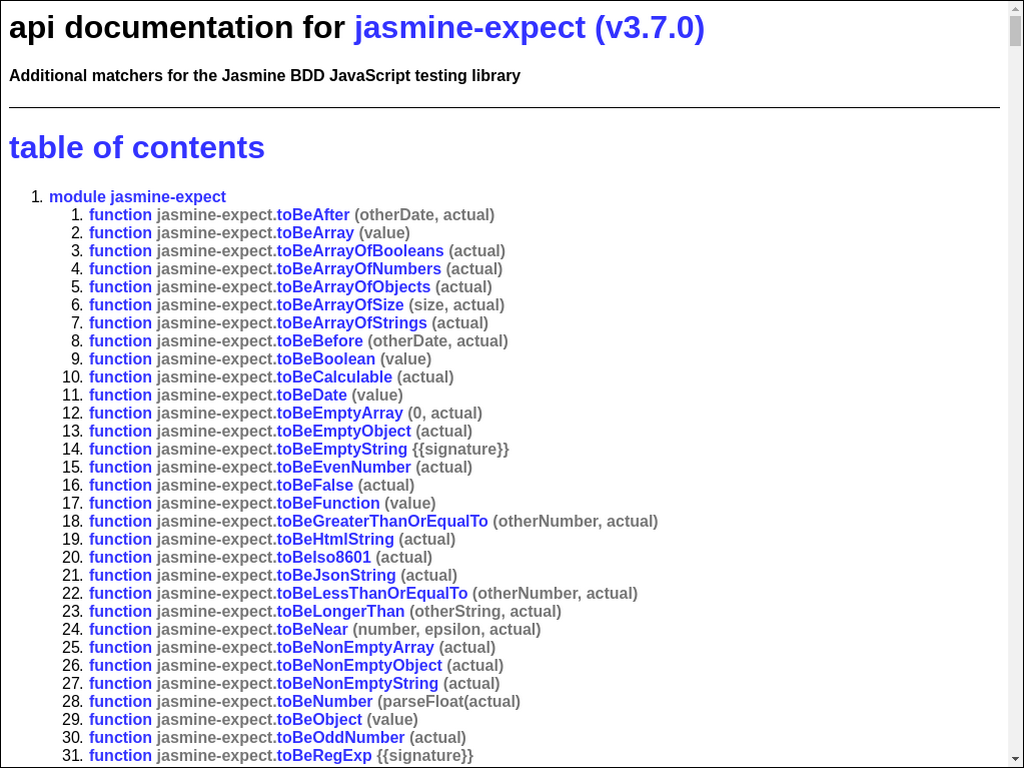 api documentation for jasmine-expect (v3.7.0)
Additional matchers for the Jasmine BDD JavaScript testing library
table of contents
1. module jasmine-expect
1. function jasmine-expect.toBeAfter (otherDate, actual)
2. function jasmine-expect.toBeArray (value)
3. function jasmine-expect.toBeArrayOfBooleans (actual)
4. function jasmine-expect.toBeArrayOfNumbers (actual)
5. function jasmine-expect.toBeArrayOfObjects (actual)
6. function jasmine-expect.toBeArrayOfSize (size, actual)
7. function jasmine-expect.toBeArrayOfStrings (actual)
8. function jasmine-expect.toBeBefore (otherDate, actual)
9. function jasmine-expect.toBeBoolean (value)
10. function jasmine-expect.toBeCalculable (actual)
11. function jasmine-expect.toBeDate (value)
12. function jasmine-expect.toBeEmptyArray (0, actual)
13. function jasmine-expect.toBeEmptyObject (actual)
14. function jasmine-expect.toBeEmptyString {{signature}}
15. function jasmine-expect.toBeEvenNumber (actual)
16. function jasmine-expect.toBeFalse (actual)
17. function jasmine-expect.toBeFunction (value)
18. function jasmine-expect.toBeGreaterThanOrEqualTo (otherNumber, actual)
19. function jasmine-expect.toBeHtmlString (actual)
20. function jasmine-expect.toBeIso8601 (actual)
21. function jasmine-expect.toBeJsonString (actual)
22. function jasmine-expect.toBeLessThanOrEqualTo (otherNumber, actual)
23. function jasmine-expect.toBeLongerThan (otherString, actual)
24. function jasmine-expect.toBeNear (number, epsilon, actual)
25. function jasmine-expect.toBeNonEmptyArray (actual)
26. function jasmine-expect.toBeNonEmptyObject (actual)
27. function jasmine-expect.toBeNonEmptyString (actual)
28. function jasmine-expect.toBeNumber (parseFloat(actual)
29. function jasmine-expect.toBeObject (value)
30. function jasmine-expect.toBeOddNumber (actual)
31. function jasmine-expect.toBeRegExp {{signature}}